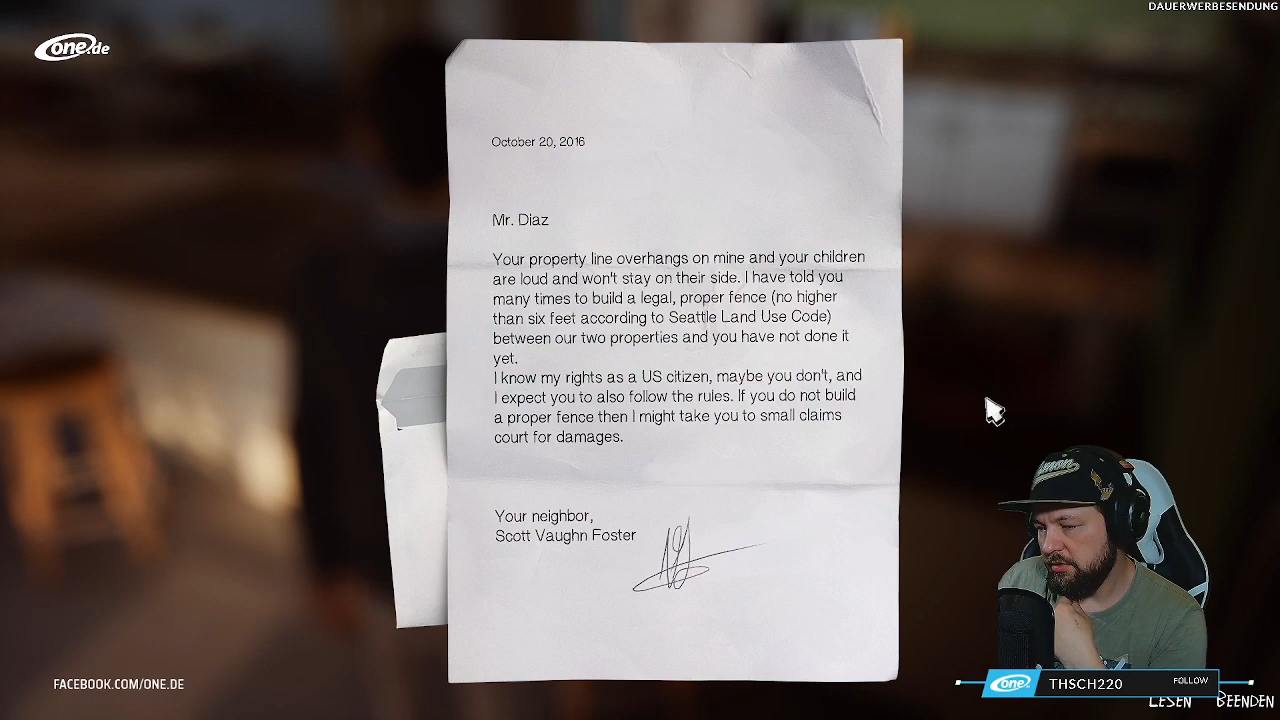 DAUERWERBESENDUNG
one.de
October 20, 2016
Mr. Diaz
Your property line overhangs on mine and your children
are loud and won't stay on their side. I have told you
many times to build a legal, proper fence (no higher
than six feet according to Seattle Land Use Code)
between our two properties and you have not done it
yet.
I know my rights as a US citizen, maybe you don't, and
I expect you to also follow the rules. If you do not build
a proper fence then I might take you to small claims
court for damages.
Your neighbor,
Scott Vaughn Foster
FACEBOOK.COM/ONE.DE
one. THSCH220 FOLLOW
LESEN BEENDEN